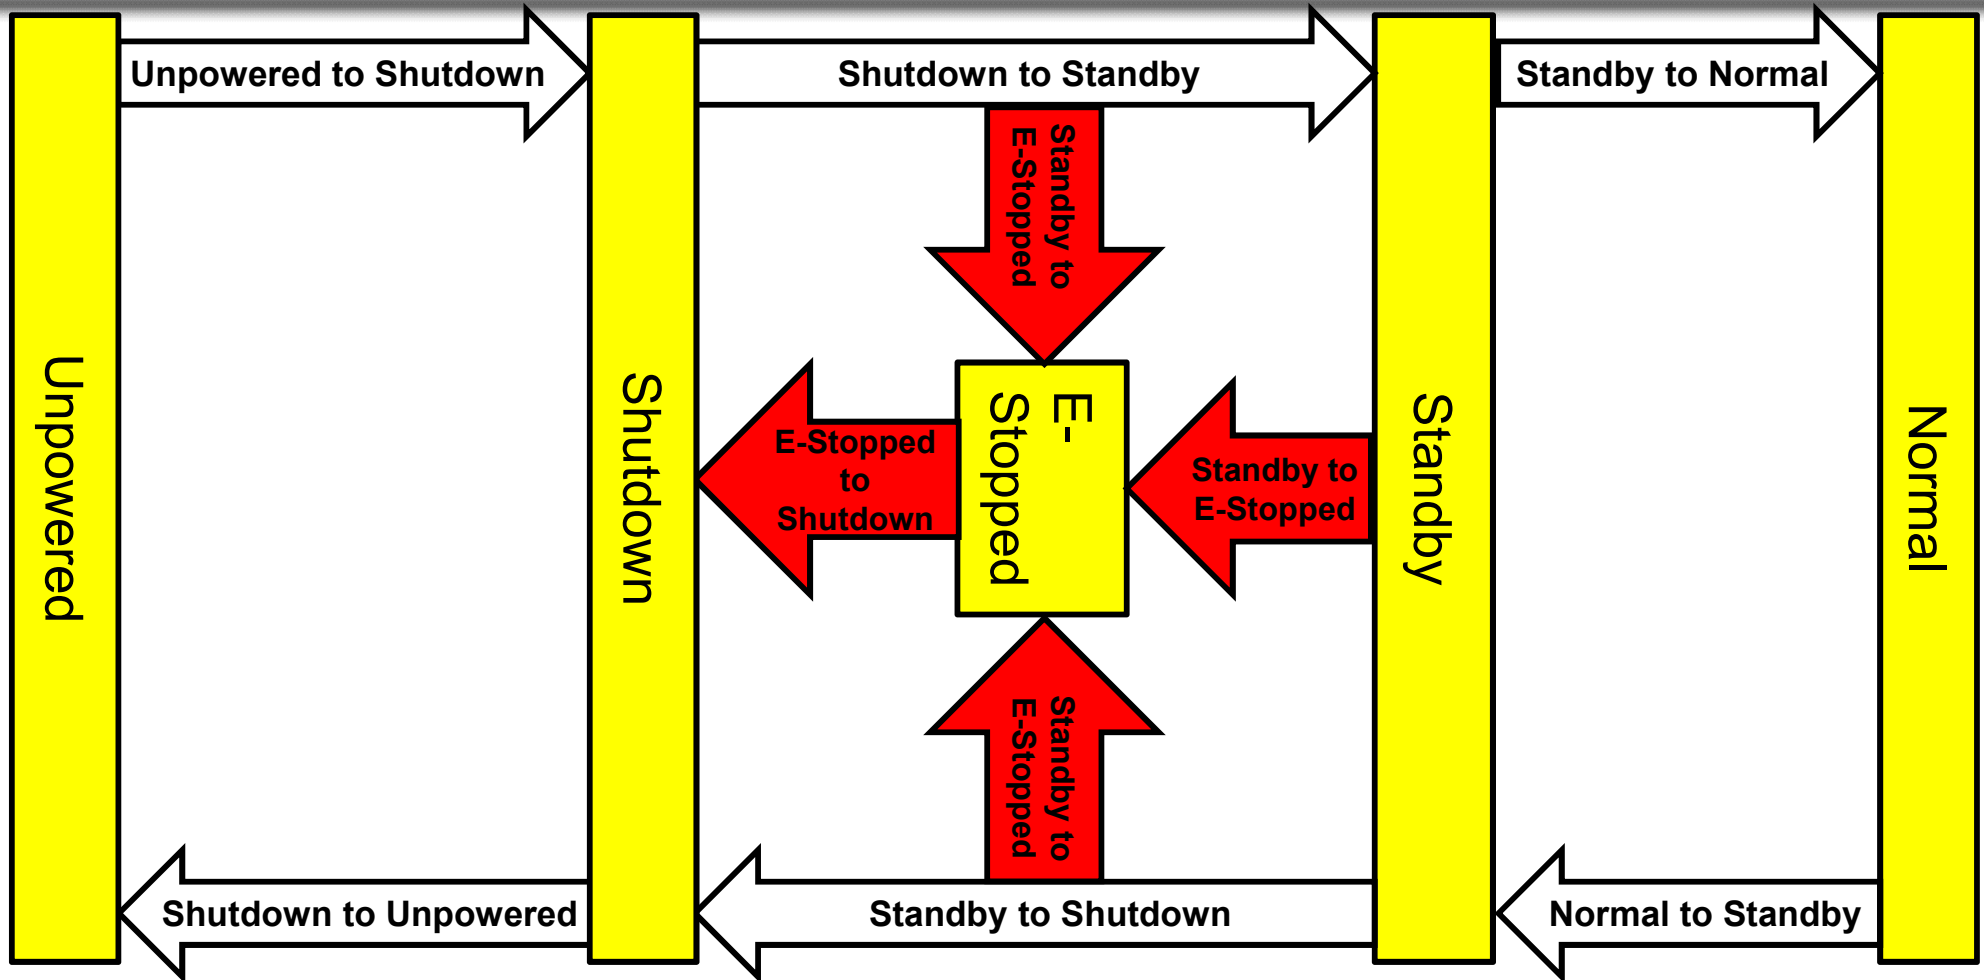 Unpowered to Shutdown
Shutdown to Standby
Standby to Normal
Standby to
E-Stopped
Unpowered
Shutdown
E-Stopped
to
Shutdown
E-
Stopped
Standby to
E-Stopped
Standby
Normal
Standby to
E-Stopped
Shutdown to Unpowered
Standby to Shutdown
Normal to Standby